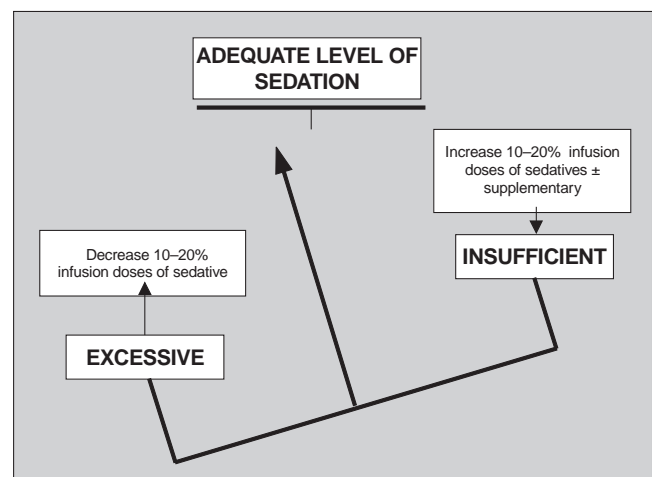 ADEQUATE LEVEL OF
SEDATION
Increase 10–20% infusion
doses of sedatives ±
supplementary
Decrease 10–20%
infusion doses of sedative
INSUFFICIENT
EXCESSIVE